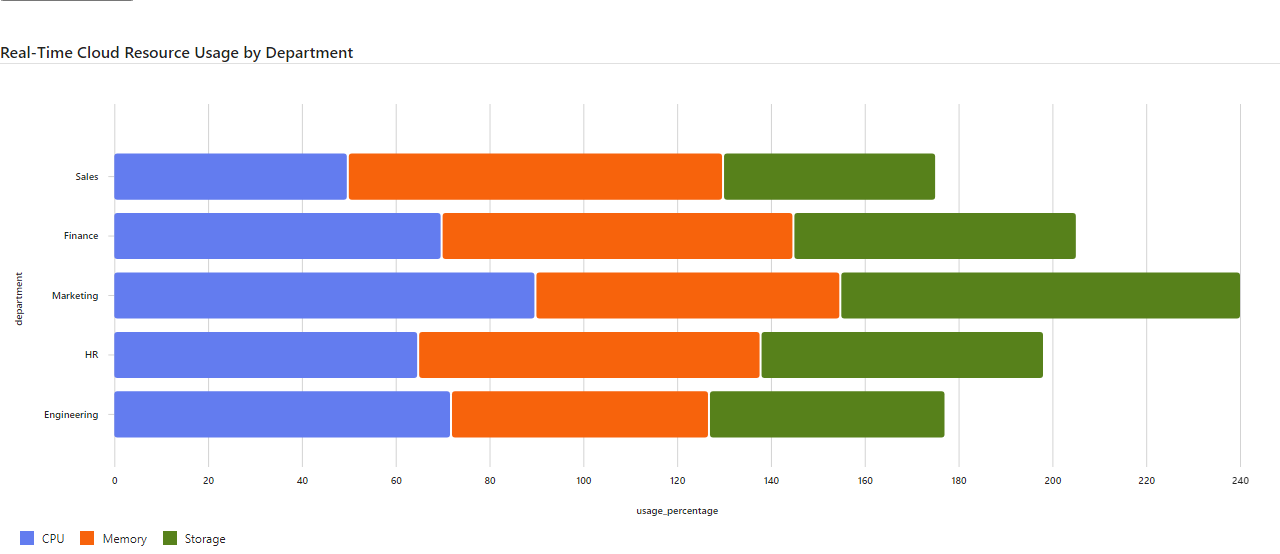 Real-Time Cloud Resource Usage by Department
department
Sales
Finance
Marketing
HR
Engineering
0 20 40 60 80 100 120 140 160 180 200 220 240
usage_percentage
CPU Memory Storage